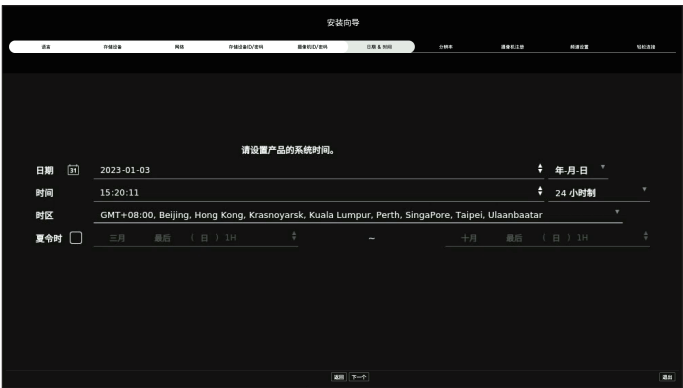 安装向导
语言 存储设备 网络 存储设备ID/密码 摄像机ID/密码 日期 & 时间 分辨率 摄像机注册 频道设置 轻松连接
请设置产品的系统时间。
日期 31 2023-01-03 年-月-日
时间 15:20:11 24 小时制
时区 GMT+08:00, Beijing, Hong Kong, Krasnoyarsk, Kuala Lumpur, Perth, SingaPore, Taipei, Ulaanbaatar
夏令时 三月 最后 ( 日 ) 1H ~ 十月 最后 ( 日 ) 1H
返回 下一个 退出